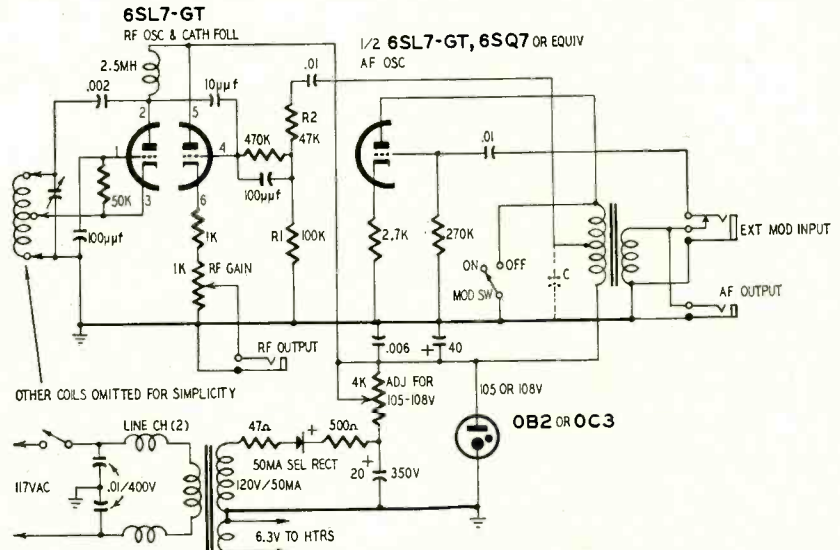 6SL7-GT
RF OSC & CATH FOLL
1/2 6SL7-GT, 6SQ7 OR EQUIV
AF OSC
2.5MH
.002
10μμf
.01
R2
47K
2
5
1
4
3
6
470K
100μμf
50K
100μμf
1K
R1
100K
1K
RF GAIN
.01
2.7K
270K
ON
OFF
MOD SW
C
EXT MOD INPUT
AF OUTPUT
RF OUTPUT
.006
+
40
4K
ADJ FOR
105-108V
105 OR 108V
OB2 OR OC3
OTHER COILS OMITTED FOR SIMPLICITY
LINE CH (2)
47Ω
+
500Ω
50MA SEL RECT
120V/50MA
+
20
350V
117VAC
.01/400V
6.3V TO HTRS